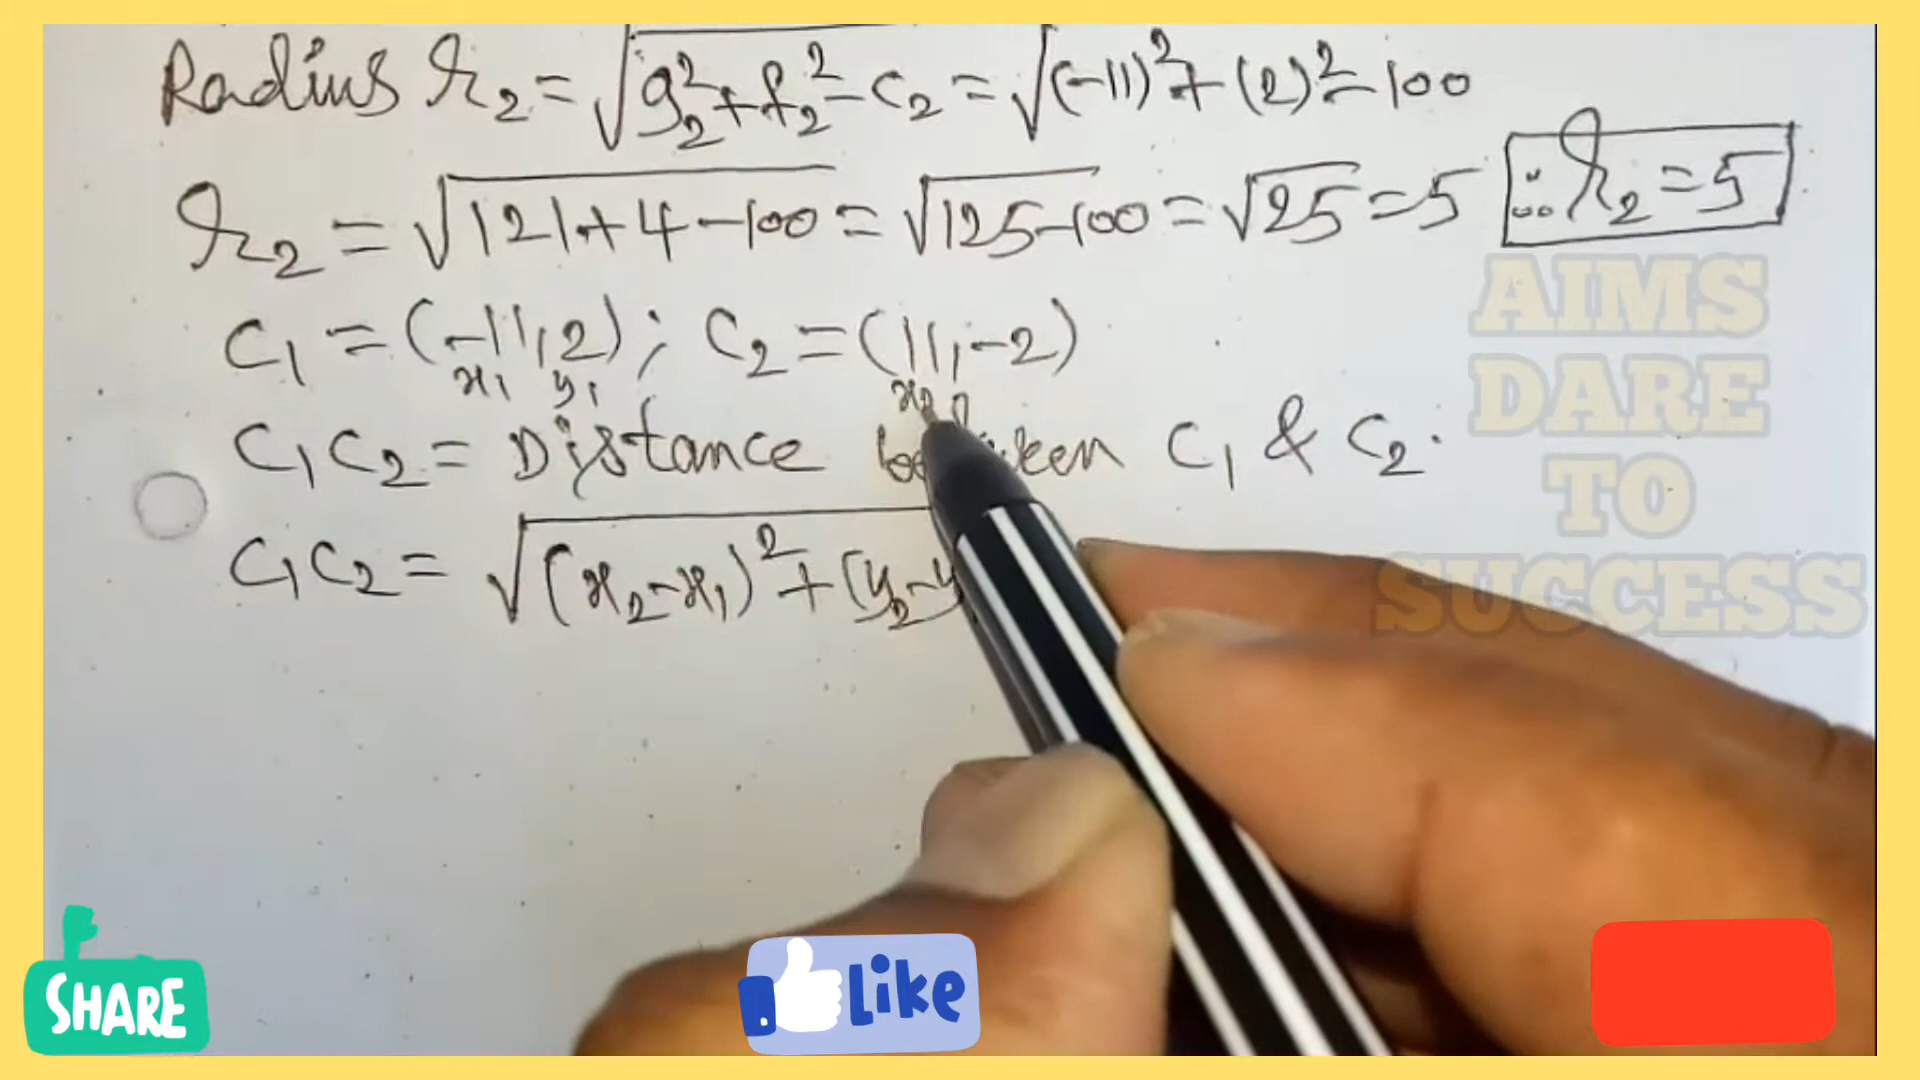 Radius r₂ = √g₂²+f₂²-c₂ = √(-11)²+(2)²-100
r₂ = √121+4-100 = √125-100 = √25 = 5 ∴ r₂ = 5
C₁ = (-11,2); C₂ = (11,-2)
x₁ y₁ x₂
C₁C₂ = Distance between C₁ & C₂.
C₁C₂ = √(x₂-x₁)²+(y₂-y
AIMS
DARE
TO
SUCCESS
SHARE
Like